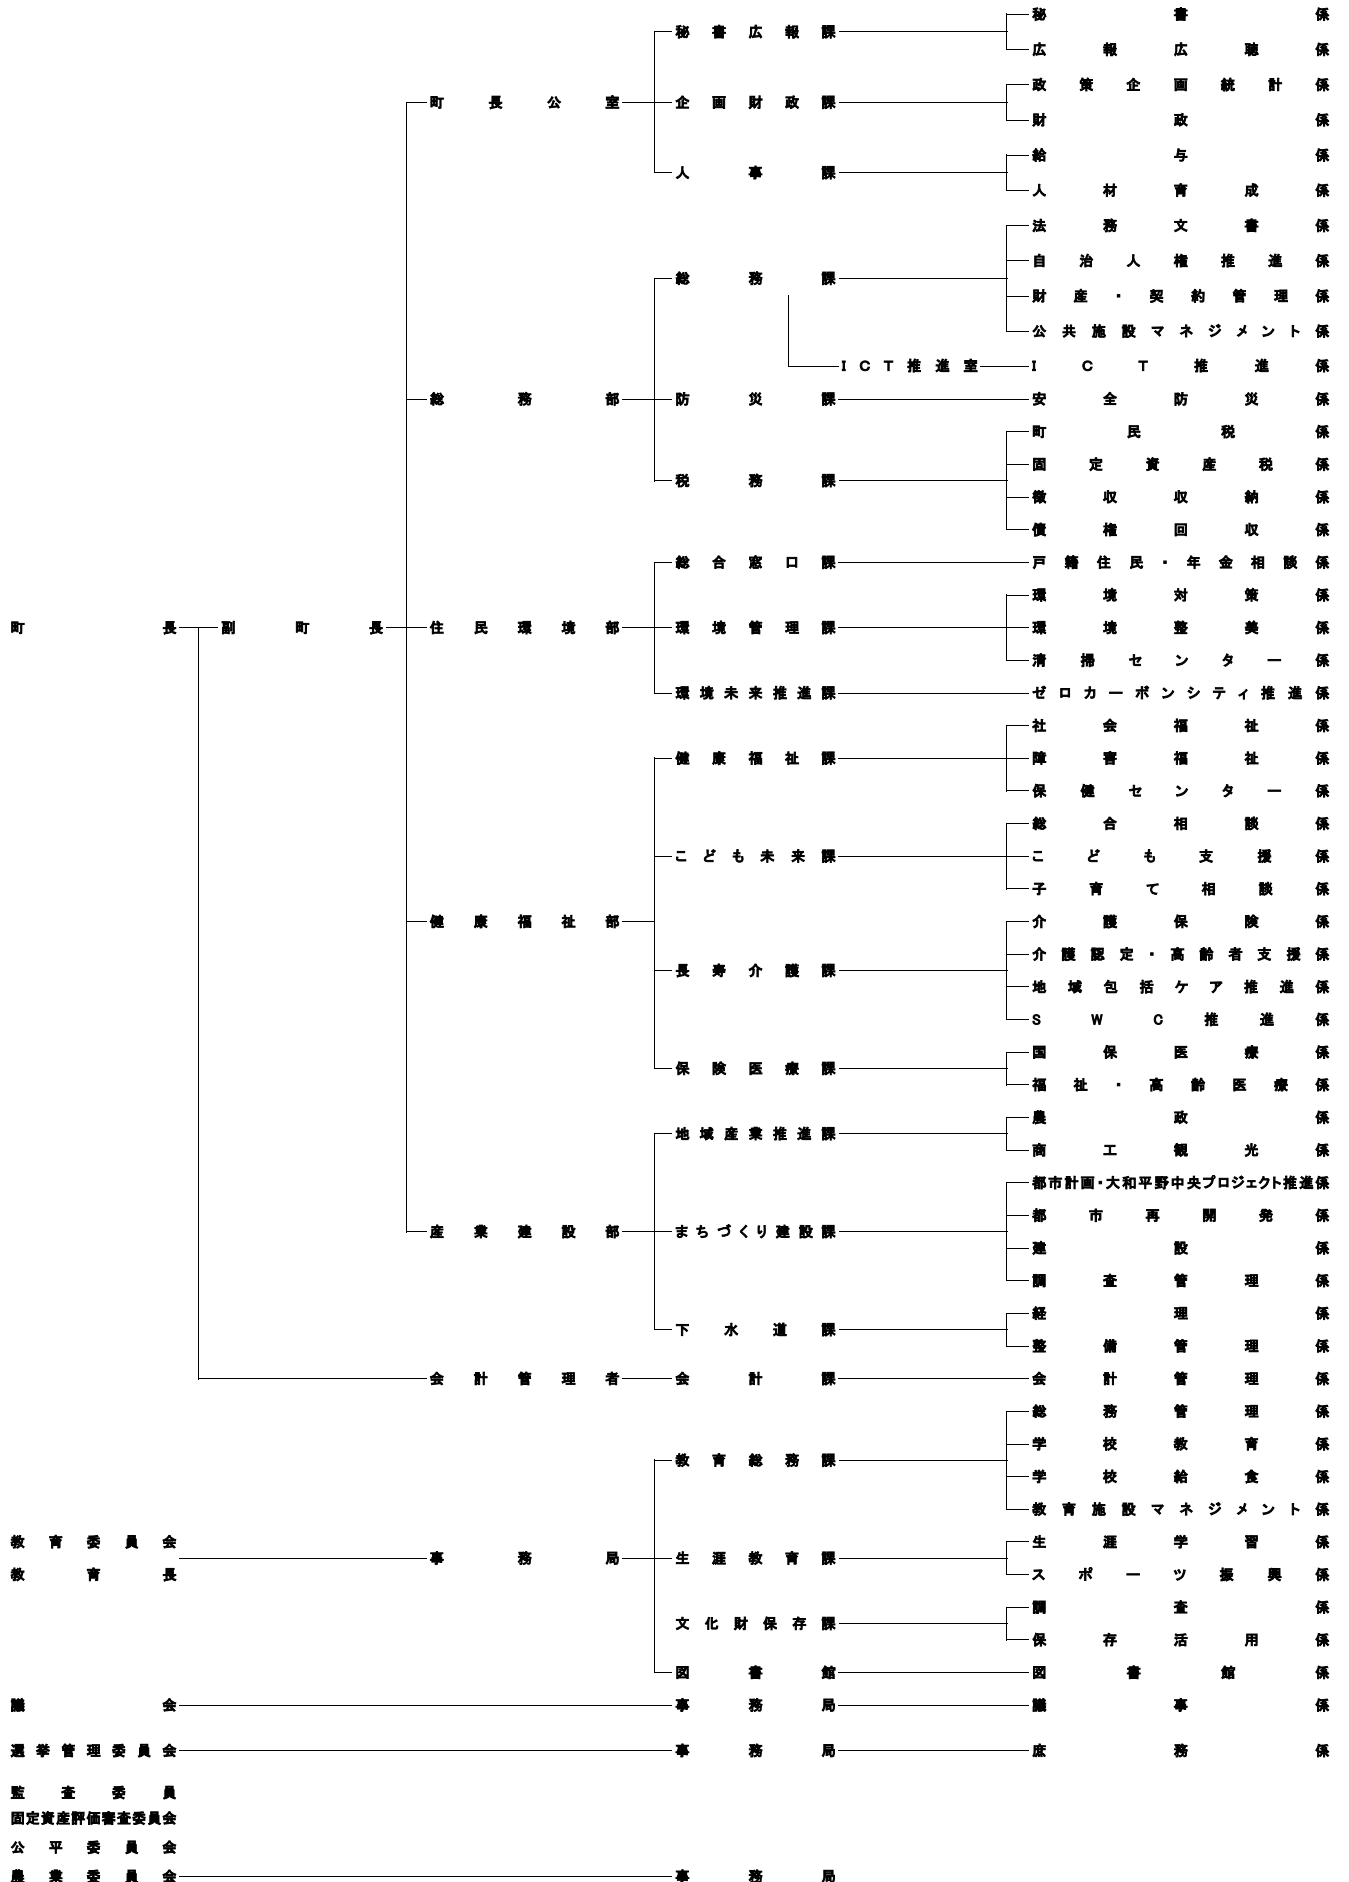 秘書係
秘書広報課
広報広聴係
政策企画統計係
町長公室 企画財政課
財政係
給与係
人事課
人材育成係
法務文書係
自治人権推進係
総務課
財産・契約管理係
公共施設マネジメント係
ICT推進室 ICT推進係
総務部 防災課 安全防災係
町民税係
固定資産税係
税務課
徴収収納係
債権回収係
総合窓口課 戸籍住民・年金相談係
環境対策係
町長 副町長 住民環境部 環境管理課 環境整美係
清掃センター係
環境未来推進課 ゼロカーボンシティ推進係
社会福祉係
健康福祉課 障害福祉係
保健センター係
総合相談係
こども未来課 こども支援係
子育て相談係
健康福祉部 介護保険係
介護認定・高齢者支援係
長寿介護課
地域包括ケア推進係
SWC推進係
国保医療係
保険医療課
福祉・高齢医療係
農政係
地域産業推進課
商工観光係
都市計画・大和平野中央プロジェクト推進係
都市再開発係
産業建設部 まちづくり建設課
建設係
調査管理係
経理係
下水道課
整備管理係
会計管理者 会計課 会計管理係
総務管理係
学校教育係
教育総務課
学校給食係
教育施設マネジメント係
教育委員会 生涯学習係
事務局 生涯教育課
教育長 スポーツ振興係
調査係
文化財保存課
保存活用係
図書館 図書館係
議会 事務局 議事係
選挙管理委員会 事務局 庶務係
監査委員
固定資産評価審査委員会
公平委員会
農業委員会 事務局